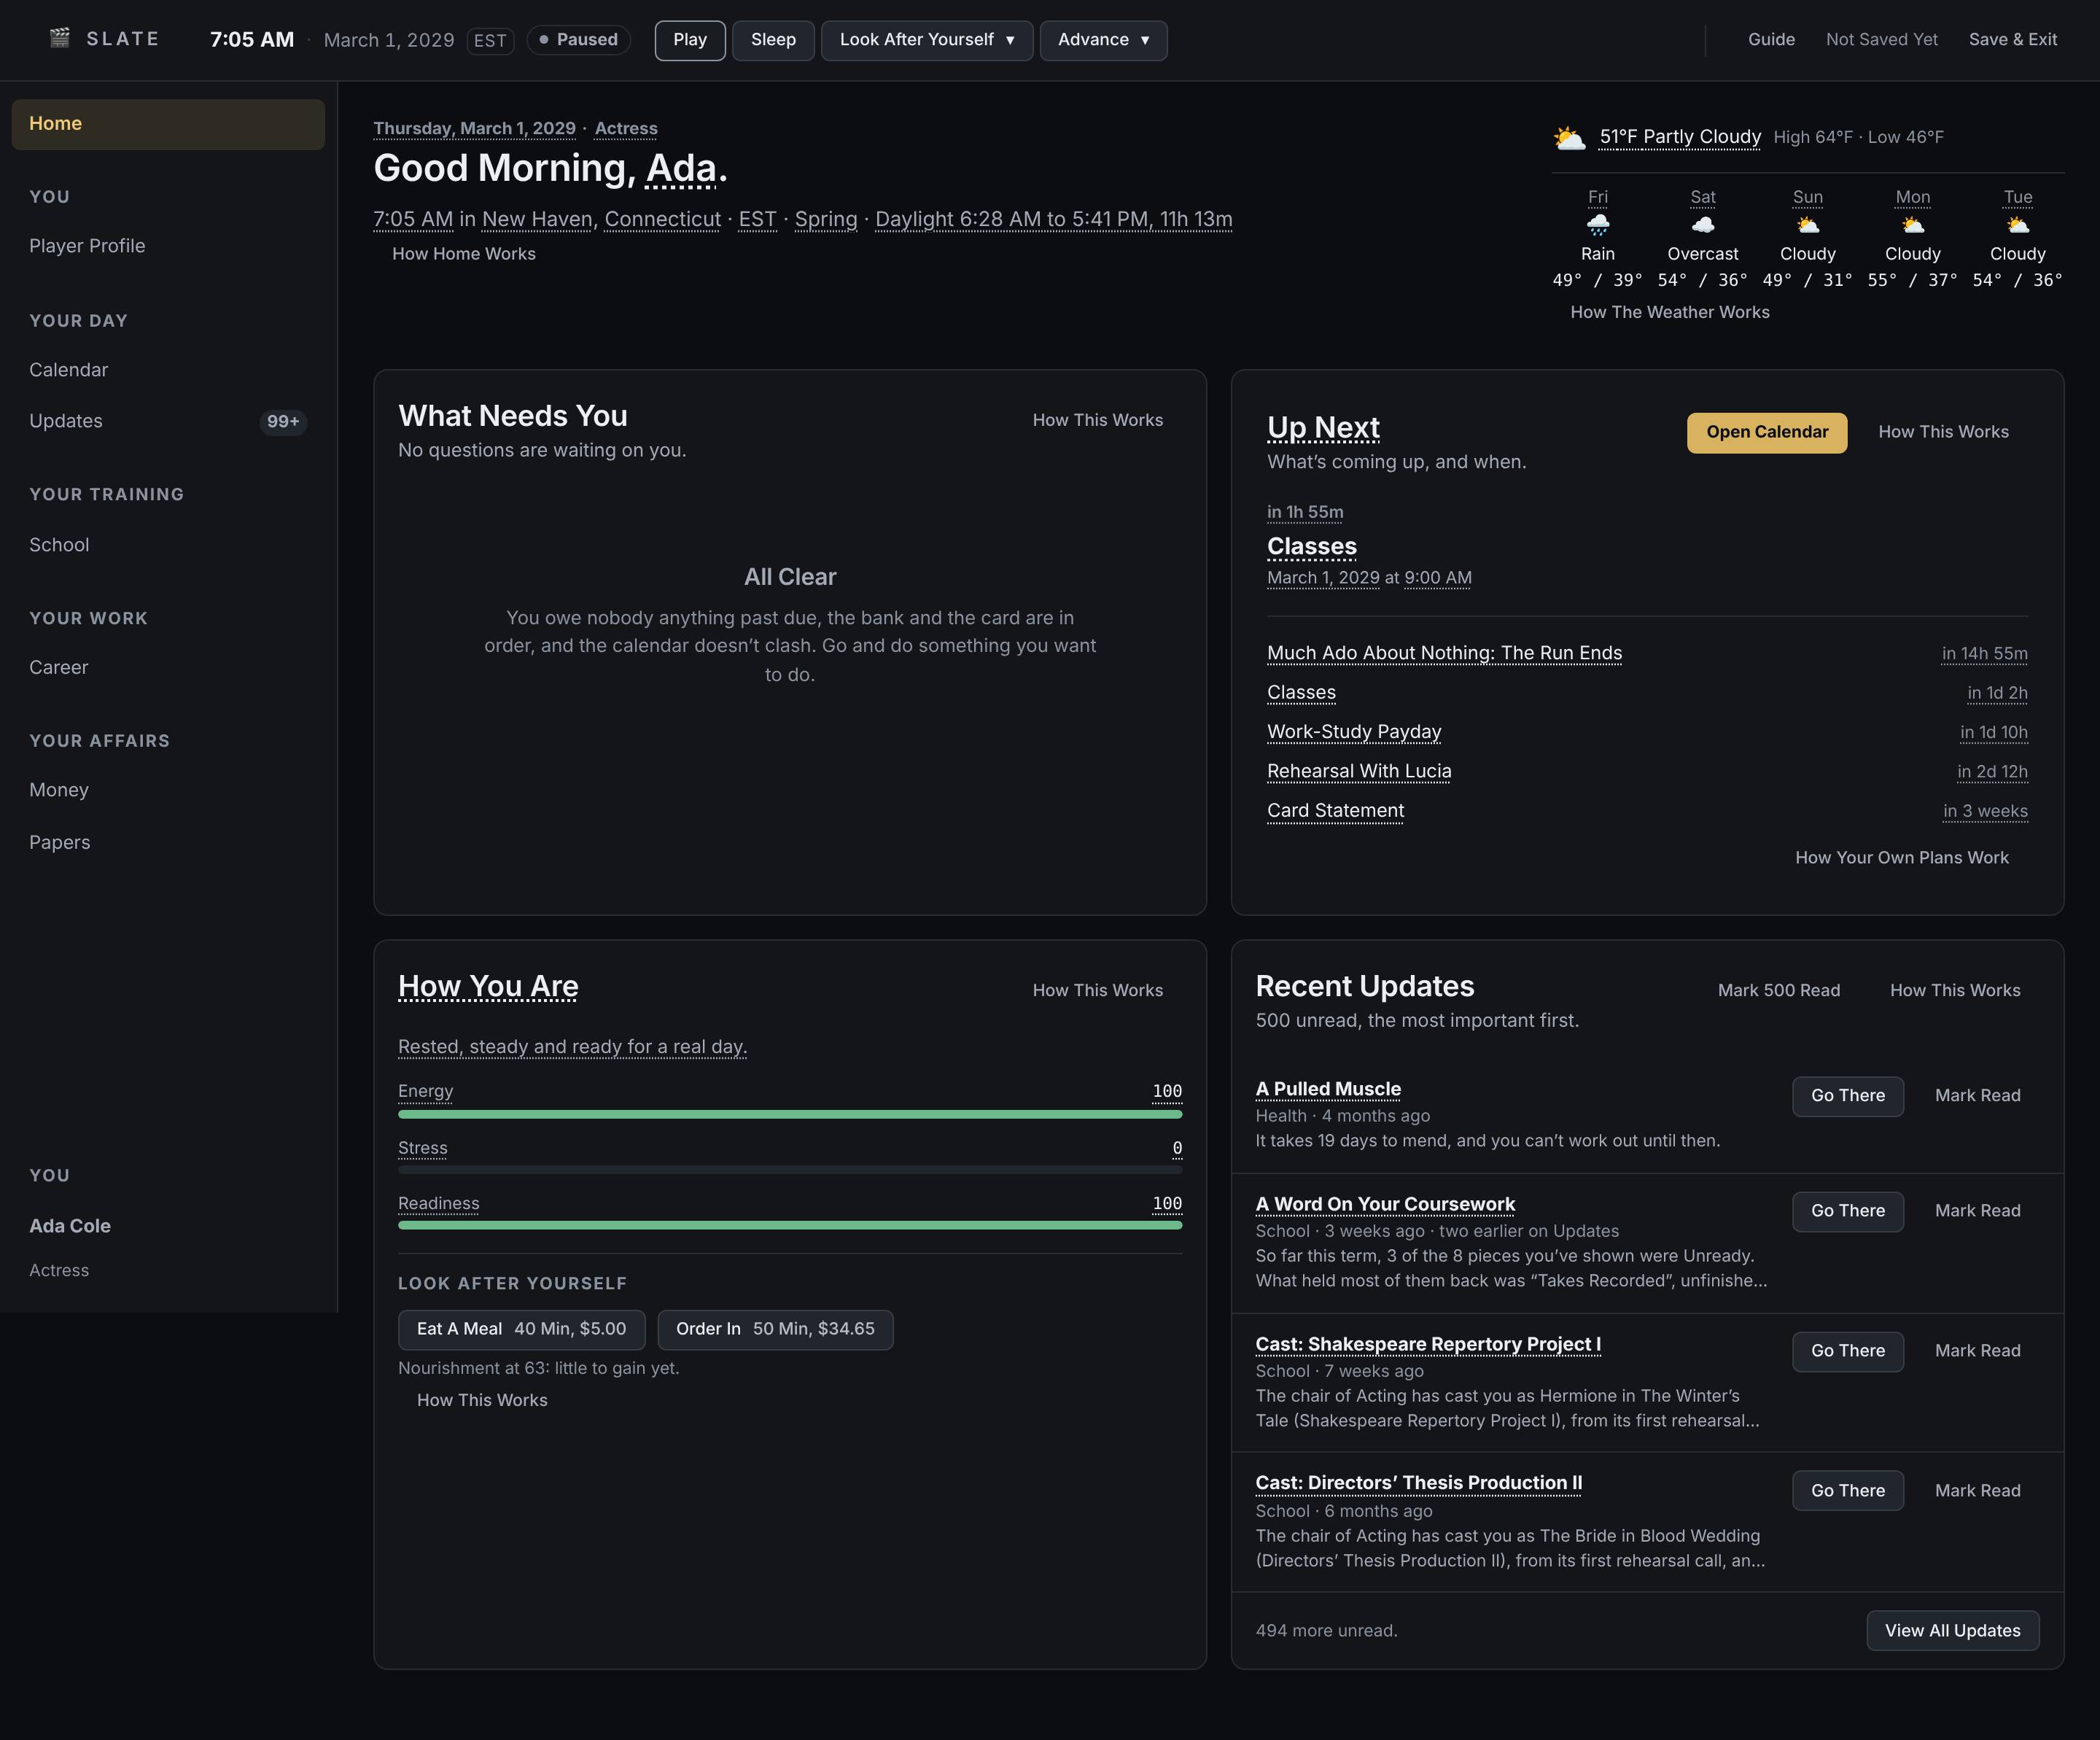 🎬 SLATE
7:05 AM · March 1, 2029 EST Paused
Play
Sleep
Look After Yourself ▾
Advance ▾
Guide
Not Saved Yet
Save & Exit
Home
YOU
Player Profile
YOUR DAY
Calendar
Updates 99+
YOUR TRAINING
School
YOUR WORK
Career
YOUR AFFAIRS
Money
Papers
YOU
Ada Cole
Actress
Thursday, March 1, 2029 · Actress
Good Morning, Ada.
7:05 AM in New Haven, Connecticut · EST · Spring · Daylight 6:28 AM to 5:41 PM, 11h 13m
How Home Works
51°F Partly Cloudy High 64°F · Low 46°F
Fri Sat Sun Mon Tue
Rain Overcast Cloudy Cloudy Cloudy
49° / 39° 54° / 36° 49° / 31° 55° / 37° 54° / 36°
How The Weather Works
What Needs You
How This Works
No questions are waiting on you.
All Clear
You owe nobody anything past due, the bank and the card are in
order, and the calendar doesn’t clash. Go and do something you want
to do.
Up Next
Open Calendar
How This Works
What’s coming up, and when.
in 1h 55m
Classes
March 1, 2029 at 9:00 AM
Much Ado About Nothing: The Run Ends in 14h 55m
Classes in 1d 2h
Work-Study Payday in 1d 10h
Rehearsal With Lucia in 2d 12h
Card Statement in 3 weeks
How Your Own Plans Work
How You Are
How This Works
Rested, steady and ready for a real day.
Energy 100
Stress 0
Readiness 100
LOOK AFTER YOURSELF
Eat A Meal 40 Min, $5.00
Order In 50 Min, $34.65
Nourishment at 63: little to gain yet.
How This Works
Recent Updates
Mark 500 Read
How This Works
500 unread, the most important first.
A Pulled Muscle
Go There
Mark Read
Health · 4 months ago
It takes 19 days to mend, and you can’t work out until then.
A Word On Your Coursework
Go There
Mark Read
School · 3 weeks ago · two earlier on Updates
So far this term, 3 of the 8 pieces you’ve shown were Unready.
What held most of them back was “Takes Recorded”, unfinishe...
Cast: Shakespeare Repertory Project I
Go There
Mark Read
School · 7 weeks ago
The chair of Acting has cast you as Hermione in The Winter’s
Tale (Shakespeare Repertory Project I), from its first rehearsal...
Cast: Directors’ Thesis Production II
Go There
Mark Read
School · 6 months ago
The chair of Acting has cast you as The Bride in Blood Wedding
(Directors’ Thesis Production II), from its first rehearsal call, an...
494 more unread.
View All Updates